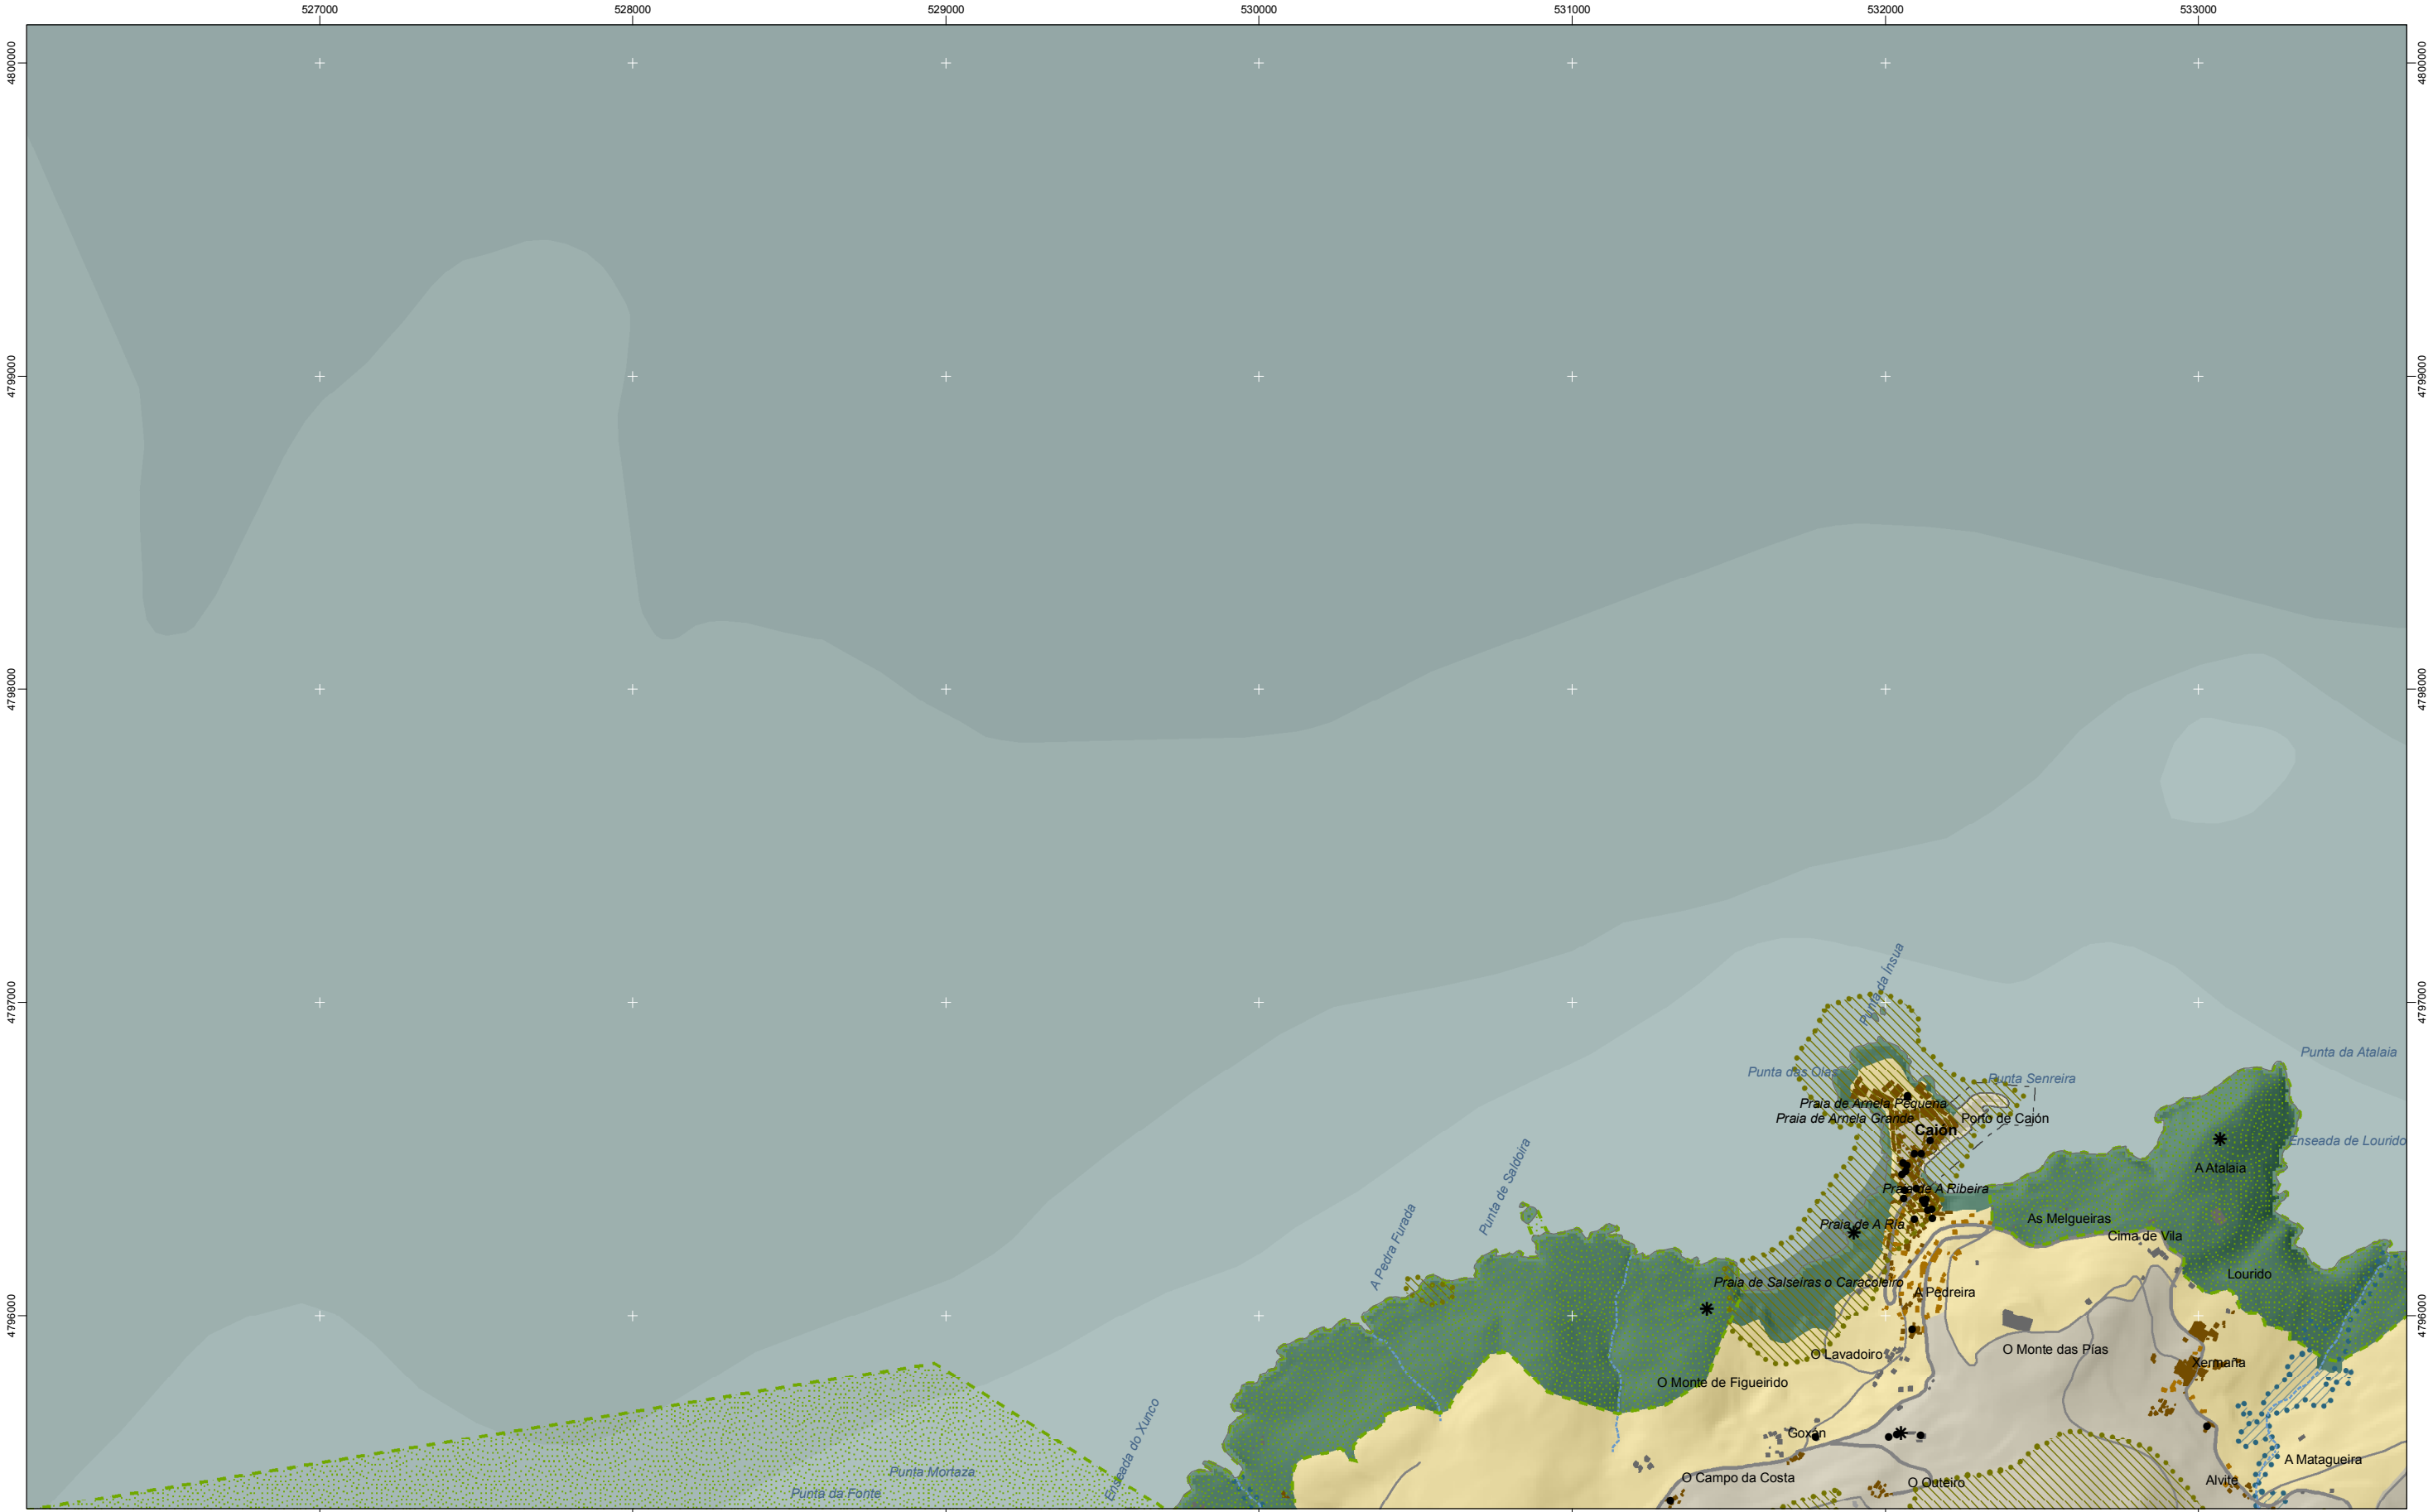 527000
528000
529000
530000
531000
532000
533000
4800000
4800000
4799000
4799000
4798000
4798000
4797000
4797000
Punta da Ínsua
Punta da Atalaia
Punta das Olas
Punta Senreira
Praia de Arnela Pequena
Praia de Arnela Grande
Porto de Caión
Caión
Enseada de Lourido
Punta de Saldoira
A Atalaia
Praia de A Ribeira
A Pedra Furada
Praia de A Ria
As Melgueiras
Cima de Vila
Lourido
Praia de Salseiras o Caracoleiro
A Pedreira
4796000
4796000
O Lavadoiro
O Monte das Pías
Xermaña
O Monte de Figueirido
Enseada do Xunco
Goxán
A Matagueira
Punta Mortaza
O Campo da Costa
O Outeiro
Alvite
Punta da Fonte